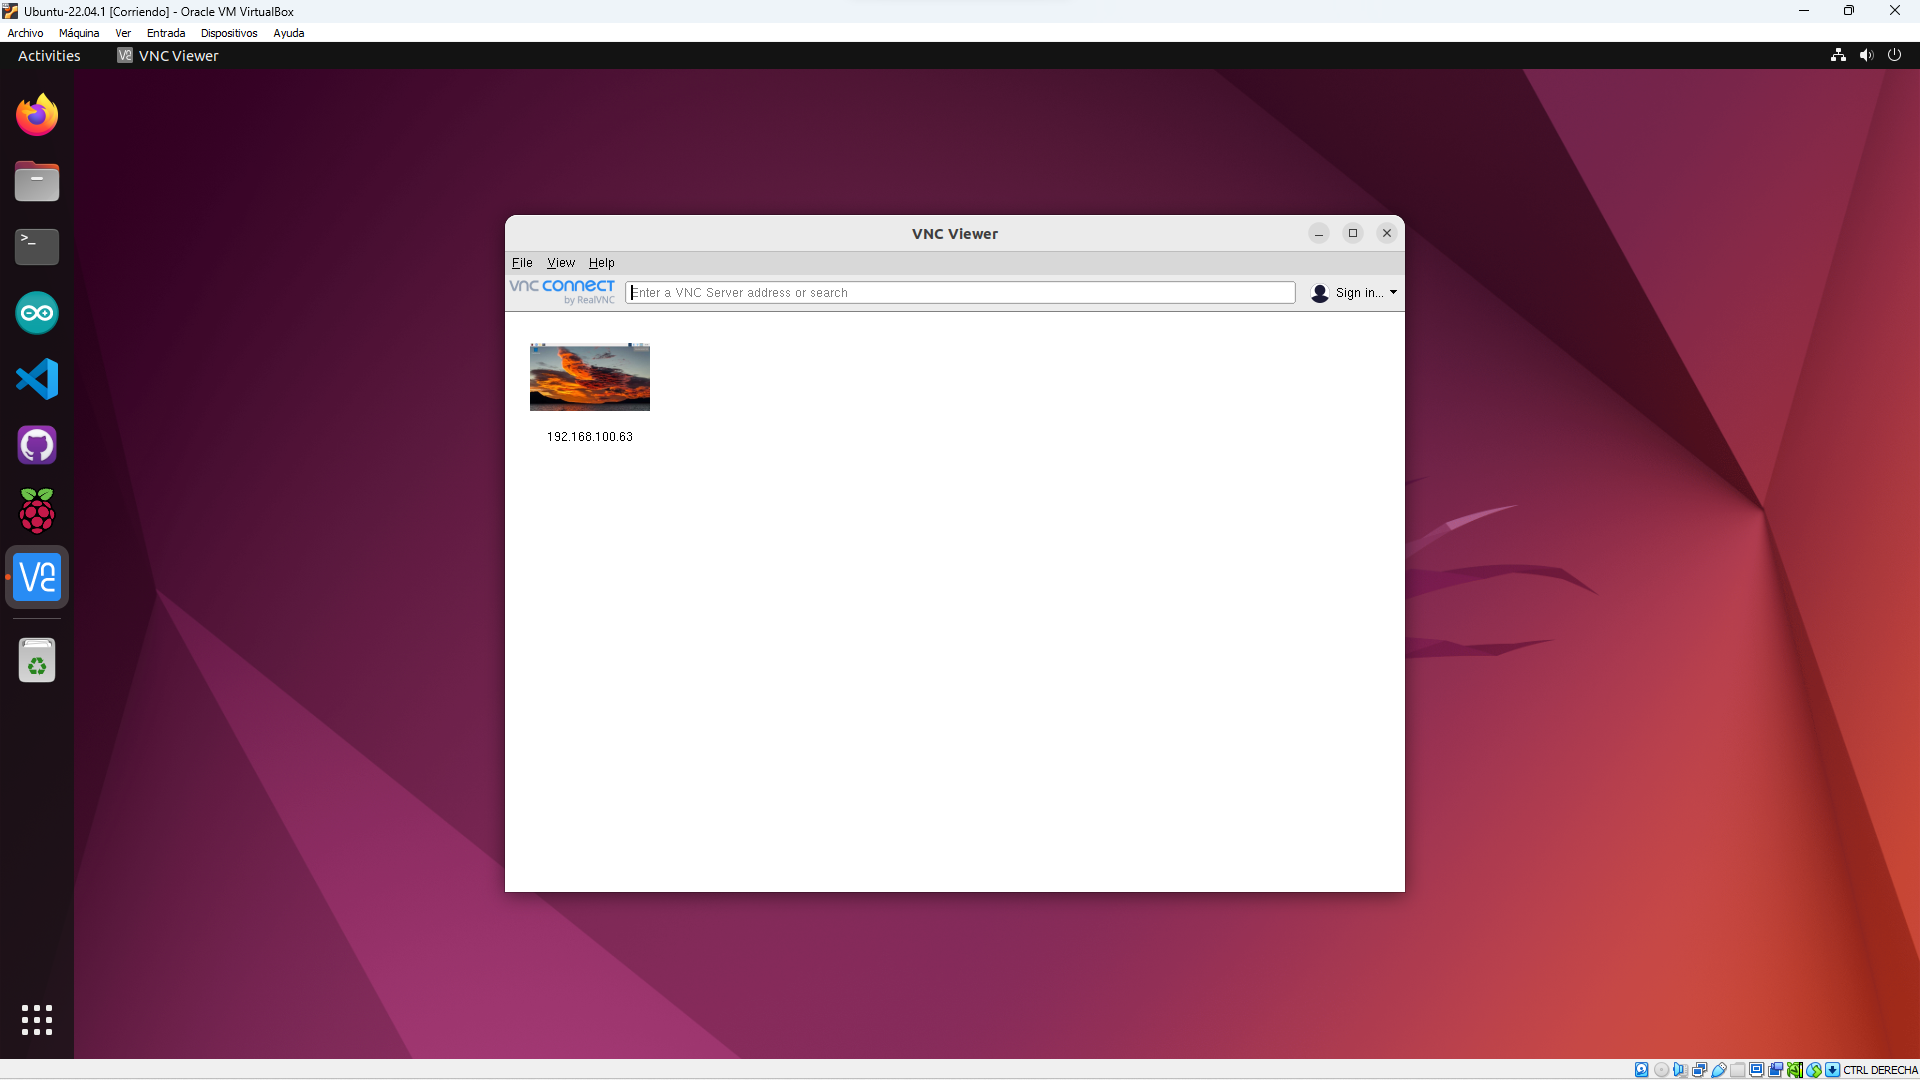 Ubuntu-22.04.1 [Corriendo] - Oracle VM VirtualBox
Archivo Máquina Ver Entrada Dispositivos Ayuda
Activities VNC Viewer
VNC Viewer
File View Help
VNC CONNECT
by RealVNC
Enter a VNC Server address or search
Sign in...
192.168.100.63
CTRL DERECHA